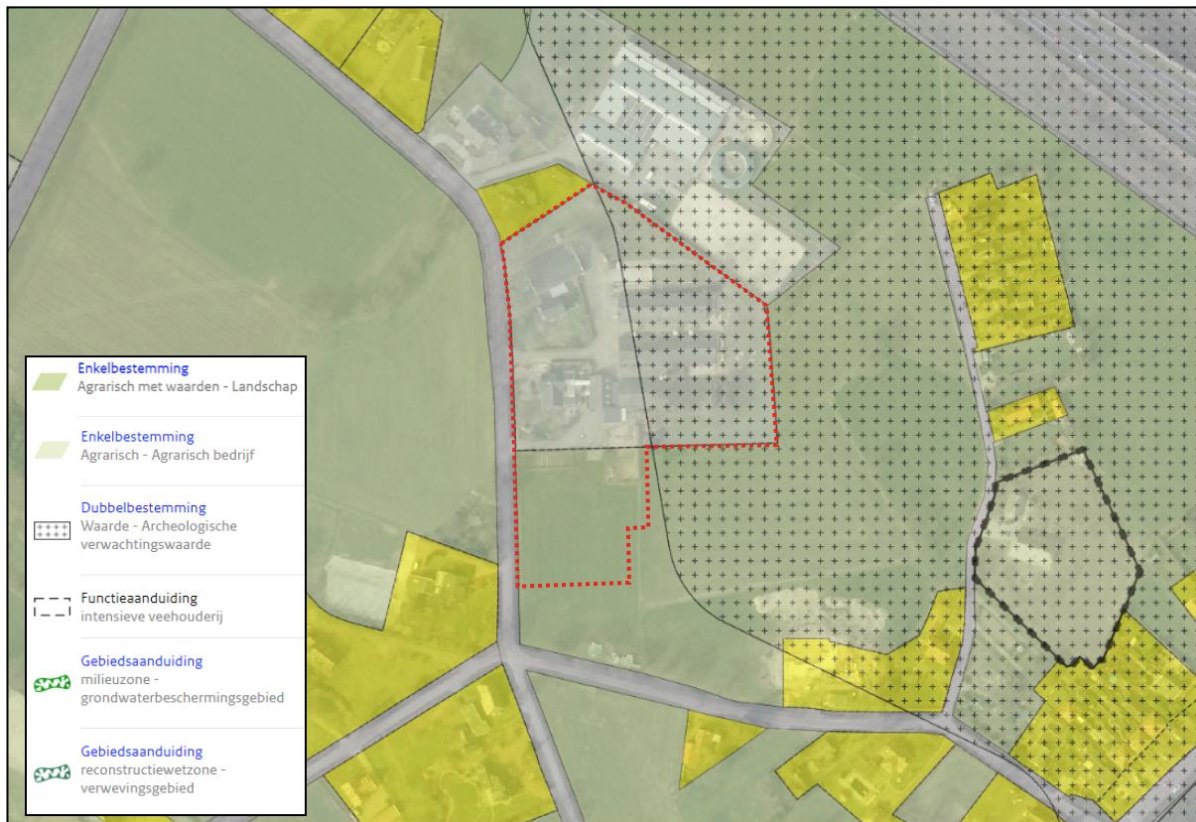 Enkelbestemming
Agrarisch met waarden - Landschap
Enkelbestemming
Agrarisch - Agrarisch bedrijf
Dubbelbestemming
Waarde - Archeologische
verwachtingswaarde
Functieaanduiding
intensieve veehouderij
Gebiedsaanduiding
milieuzone -
grondwaterbeschermingsgebied
Gebiedsaanduiding
reconstructiewetzone -
verwevingsgebied